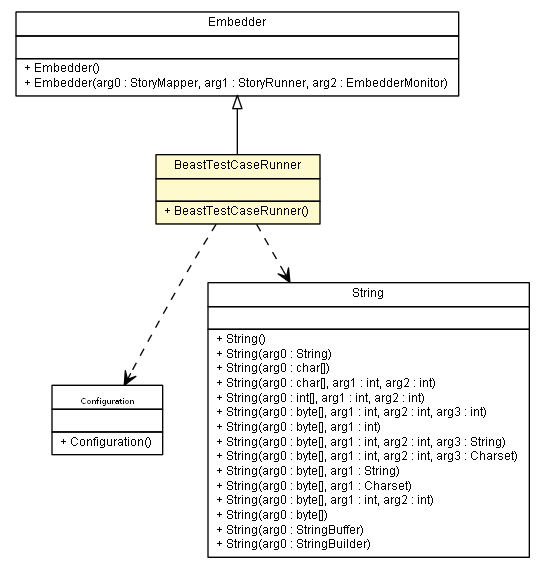 Embedder
+ Embedder()
+ Embedder(arg0 : StoryMapper, arg1 : StoryRunner, arg2 : EmbedderMonitor)
BeastTestCaseRunner
+ BeastTestCaseRunner()
String
+ String()
+ String(arg0 : String)
+ String(arg0 : char[])
+ String(arg0 : char[], arg1 : int, arg2 : int)
+ String(arg0 : int[], arg1 : int, arg2 : int)
+ String(arg0 : byte[], arg1 : int, arg2 : int, arg3 : int)
+ String(arg0 : byte[], arg1 : int)
+ String(arg0 : byte[], arg1 : int, arg2 : int, arg3 : String)
+ String(arg0 : byte[], arg1 : int, arg2 : int, arg3 : Charset)
+ String(arg0 : byte[], arg1 : String)
+ String(arg0 : byte[], arg1 : Charset)
+ String(arg0 : byte[], arg1 : int, arg2 : int)
+ String(arg0 : byte[])
+ String(arg0 : StringBuffer)
+ String(arg0 : StringBuilder)
Configuration
+ Configuration()